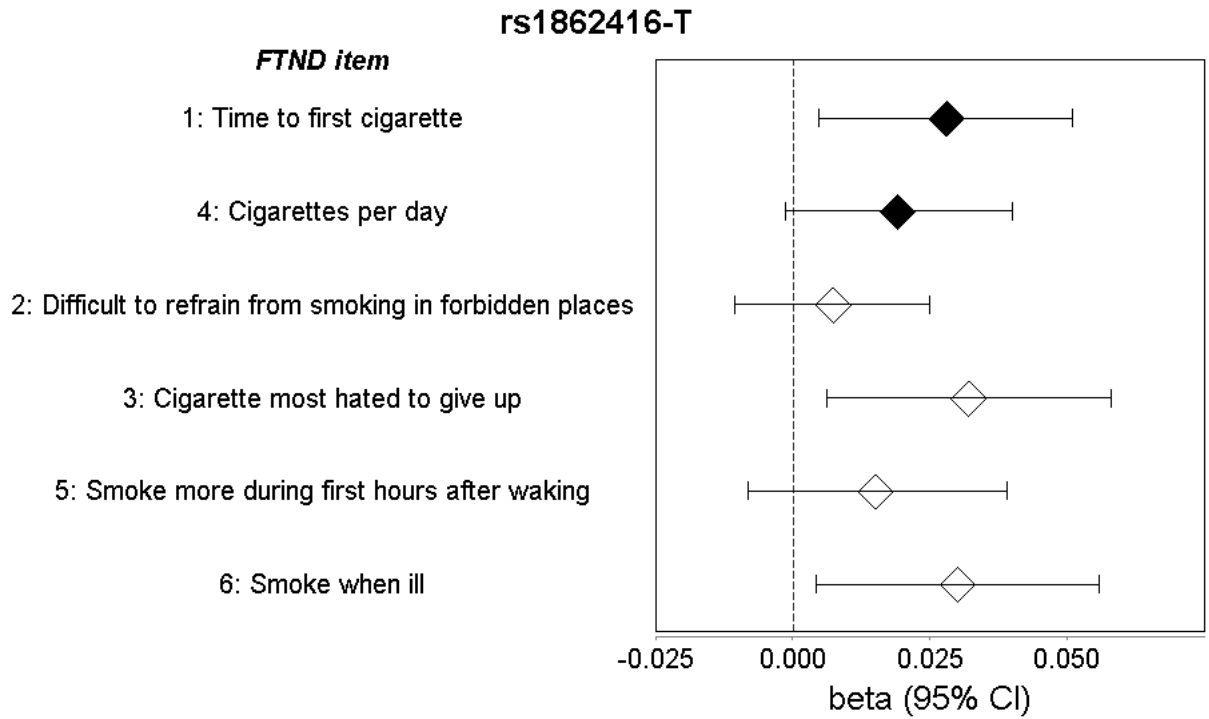 rs1862416-T
FTND item
1: Time to first cigarette
4: Cigarettes per day
2: Difficult to refrain from smoking in forbidden places
3: Cigarette most hated to give up
5: Smoke more during first hours after waking
6: Smoke when ill
-0.025 0.000 0.025 0.050
beta (95% CI)